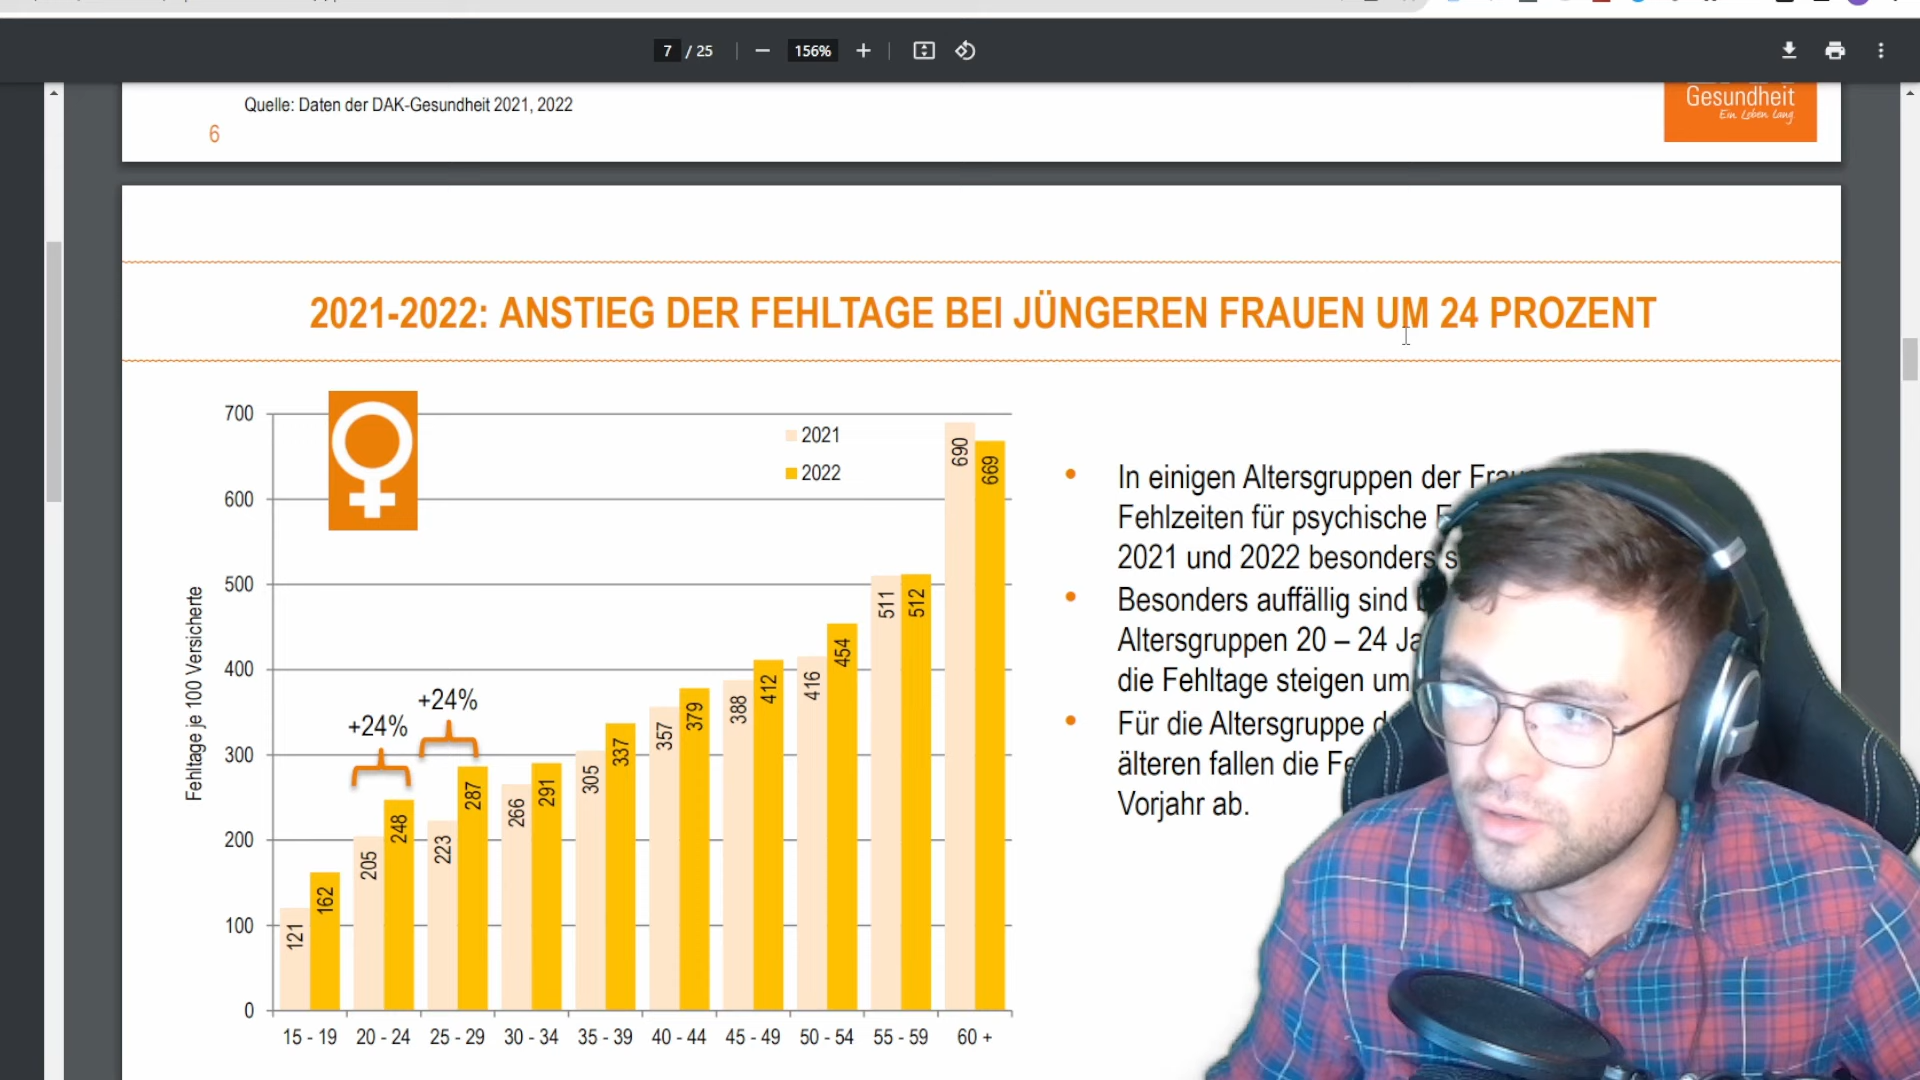 7 / 25
156%
Quelle: Daten der DAK-Gesundheit 2021, 2022
6
Gesundheit
Ein Leben lang.
2021-2022: ANSTIEG DER FEHLTAGE BEI JÜNGEREN FRAUEN UM 24 PROZENT
Fehltage je 100 Versicherte
700
600
500
400
300
200
100
0
2021
2022
+24%
+24%
121
162
205
248
223
287
266
291
305
337
357
379
388
412
416
454
511
512
690
669
15 - 19
20 - 24
25 - 29
30 - 34
35 - 39
40 - 44
45 - 49
50 - 54
55 - 59
60 +
In einigen Altersgruppen der
Fehlzeiten für psychische
2021 und 2022 besonders
Besonders auffällig sind
Altersgruppen 20 – 24
die Fehltage steigen um
Für die Altersgruppe
älteren fallen die
Vorjahr ab.